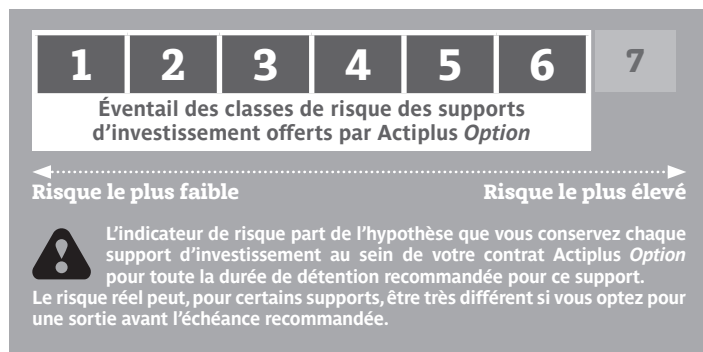 1 2 3 4 5 6 7
Éventail des classes de risque des supports
d'investissement offerts par Actiplus Option
Risque le plus faible Risque le plus élevé
L'indicateur de risque part de l'hypothèse que vous conservez chaque
support d'investissement au sein de votre contrat Actiplus Option
pour toute la durée de détention recommandée pour ce support.
Le risque réel peut, pour certains supports, être très différent si vous optez pour
une sortie avant l'échéance recommandée.